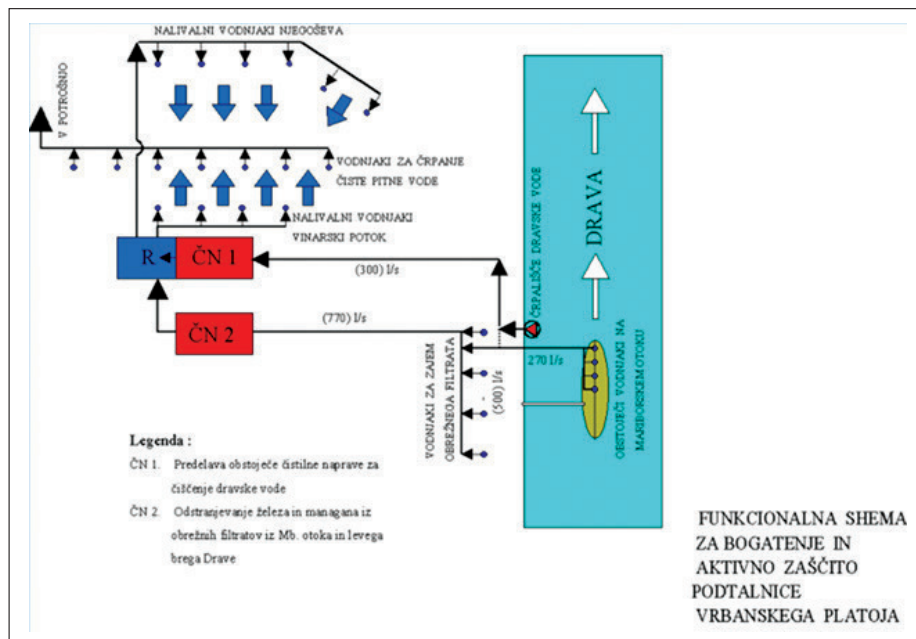 NALIVALNI VODNJAKI NJEGOŠEVA
V POTROŠNJO
VODNJAKI ZA ČRPANJE
ČISTE PITNE VODE
NALIVALNI VODNJAKI
VINARSKI POTOK
R
ČN 1
(300) l/s
ČN 2
(770) l/s
VODNJAKI ZA ZAJEM
OBREŽNEGA FILTRATA
(500) l/s
ČRPALIŠČE DRAVSKE VODE
270 l/s
DRAVA
OBSTOJEČI VODNJAKI NA
MARIBORSKEM OTOKU
Legenda :
ČN 1. Predelava obstoječe čistilne naprave za
čiščenje dravske vode
ČN 2. Odstranjevanje železa in managana iz
obrežnih filtratov iz Mb. otoka in levega
brega Drave
FUNKCIONALNA SHEMA
ZA BOGATENJE IN
AKTIVNO ZAŠČITO
PODTALNICE
VRBANSKEGA PLATOJA